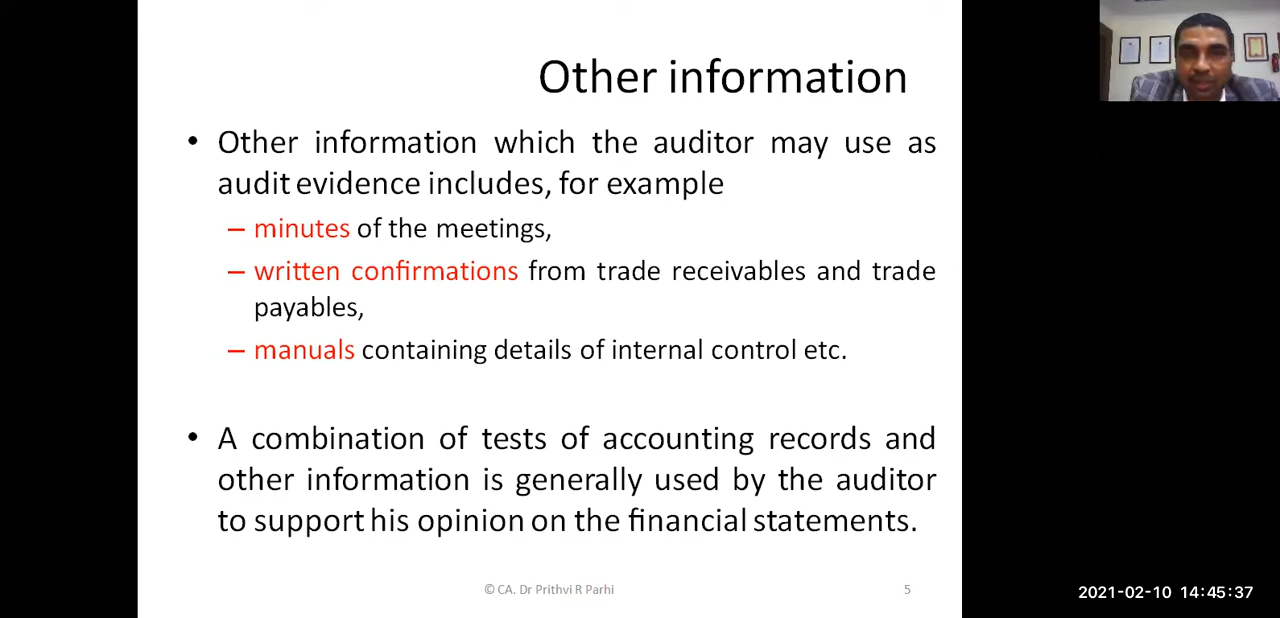 Other information
• Other information which the auditor may use as
audit evidence includes, for example
– minutes of the meetings,
– written confirmations from trade receivables and trade
payables,
– manuals containing details of internal control etc.
• A combination of tests of accounting records and
other information is generally used by the auditor
to support his opinion on the financial statements.
© CA. Dr Prithvi R Parhi
5
2021-02-10 14:45:37